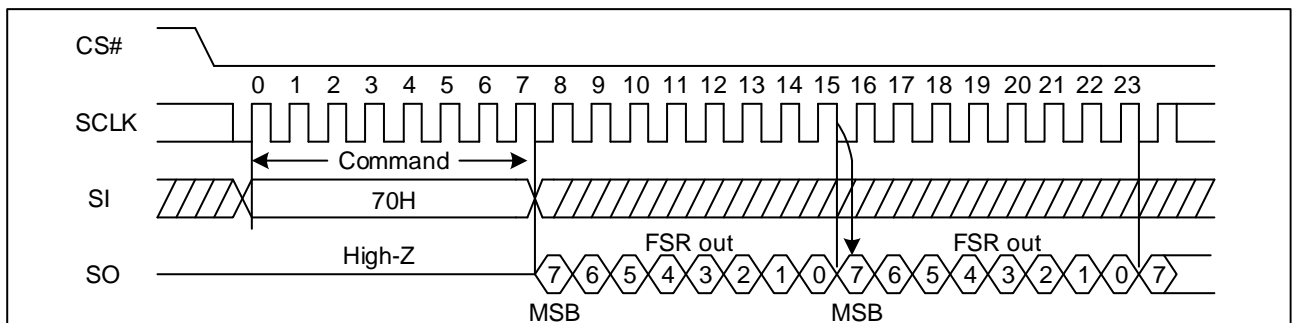 CS#
0 1 2 3 4 5 6 7 8 9 10 11 12 13 14 15 16 17 18 19 20 21 22 23
SCLK
Command
SI
70H
High-Z
FSR out FSR out
SO
7 6 5 4 3 2 1 0 7 6 5 4 3 2 1 0 7
MSB MSB